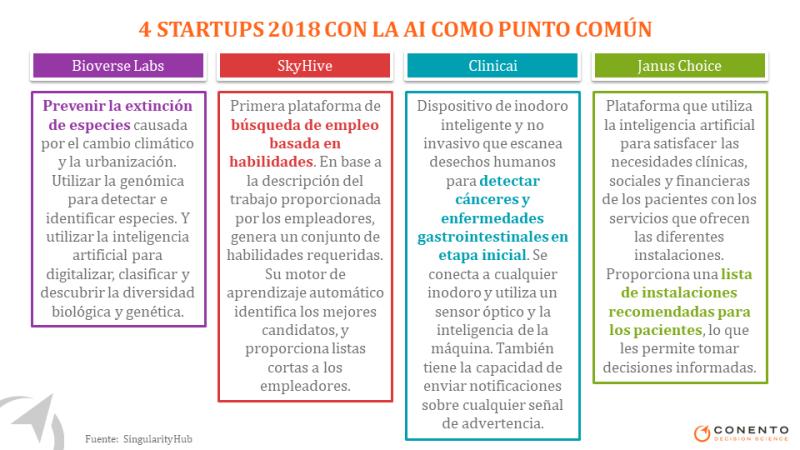 4 STARTUPS 2018 CON LA AI COMO PUNTO COMÚN
Bioverse Labs
Prevenir la extinción
de especies causada
por el cambio climático
y la urbanización.
Utilizar la genómica
para detectar e
identificar especies. Y
utilizar la inteligencia
artificial para
digitalizar, clasificar y
descubrir la diversidad
biológica y genética.
SkyHive
Primera plataforma de
búsqueda de empleo
basada en
habilidades. En base a
la descripción del
trabajo proporcionada
por los empleadores,
genera un conjunto de
habilidades requeridas.
Su motor de
aprendizaje automático
identifica los mejores
candidatos, y
proporciona listas
cortas a los
empleadores.
Clinicai
Dispositivo de inodoro
inteligente y no
invasivo que escanea
desechos humanos
para detectar
cánceres y
enfermedades
gastrointestinales en
etapa inicial. Se
conecta a cualquier
inodoro y utiliza un
sensor óptico y la
inteligencia de la
máquina. También
tiene la capacidad de
enviar notificaciones
sobre cualquier señal
de advertencia.
Janus Choice
Plataforma que utiliza
la inteligencia artificial
para satisfacer las
necesidades clínicas,
sociales y financieras
de los pacientes con los
servicios que ofrecen
las diferentes
instalaciones.
Proporciona una lista
de instalaciones
recomendadas para
los pacientes, lo que
les permite tomar
decisiones informadas.
Fuente: SingularityHub
CONENTO
DECISION SCIENCE